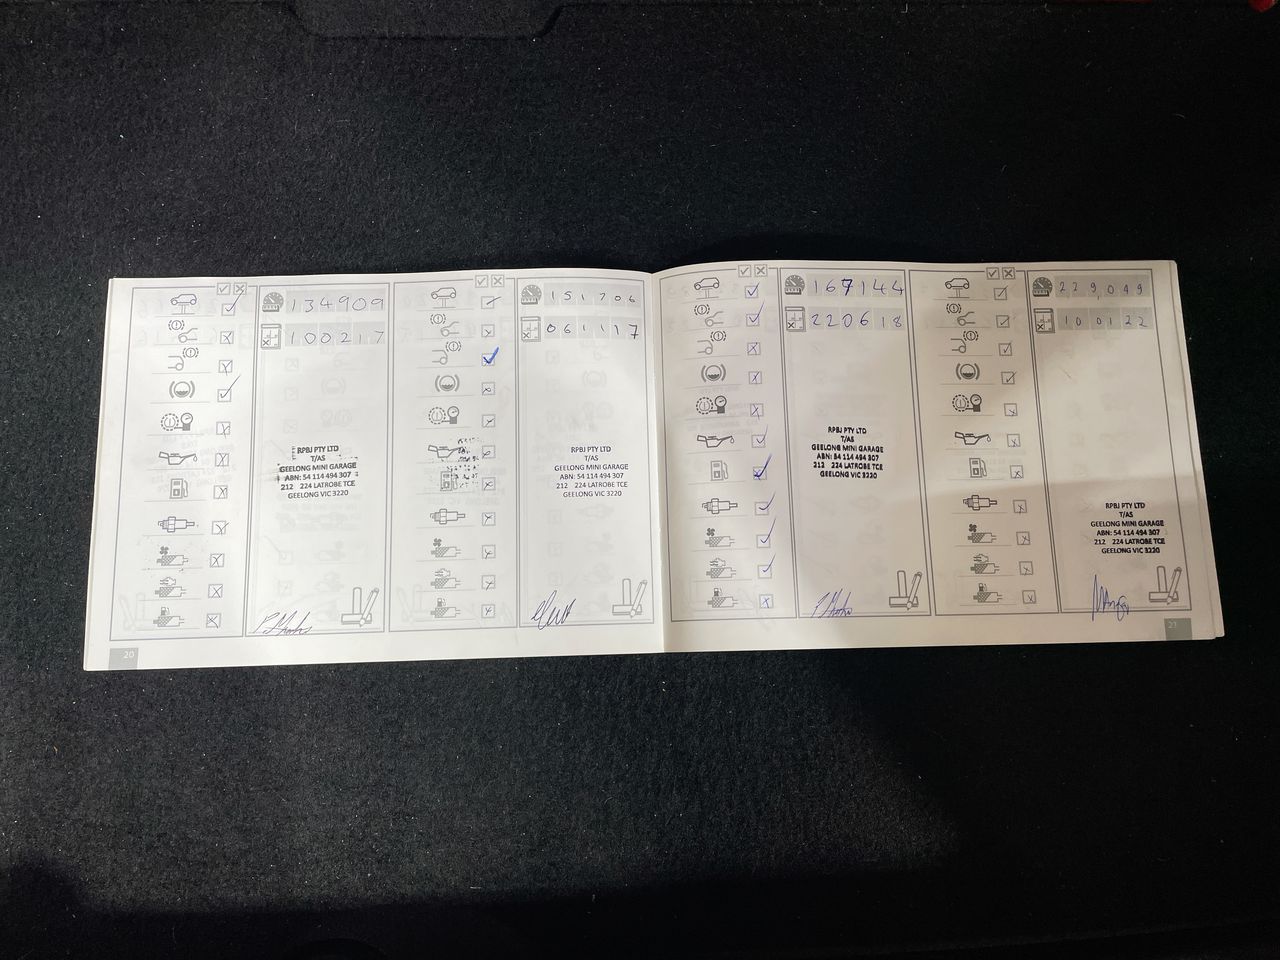 134909
100217
RPBJ PTY LTD
T/AS
GEELONG MINI GARAGE
ABN: 54 114 494 307
212 224 LATROBE TCE
GEELONG VIC 3220
20
151706
061117
RPBJ PTY LTD
T/AS
GEELONG MINI GARAGE
ABN: 54 114 494 307
212 224 LATROBE TCE
GEELONG VIC 3220
167144
220618
RPBJ PTY LTD
T/AS
GEELONG MINI GARAGE
ABN: 54 114 494 307
212 224 LATROBE TCE
GEELONG VIC 3220
229,049
100122
RPBJ PTY LTD
T/AS
GEELONG MINI GARAGE
ABN: 54 114 494 307
212 224 LATROBE TCE
GEELONG VIC 3220
21